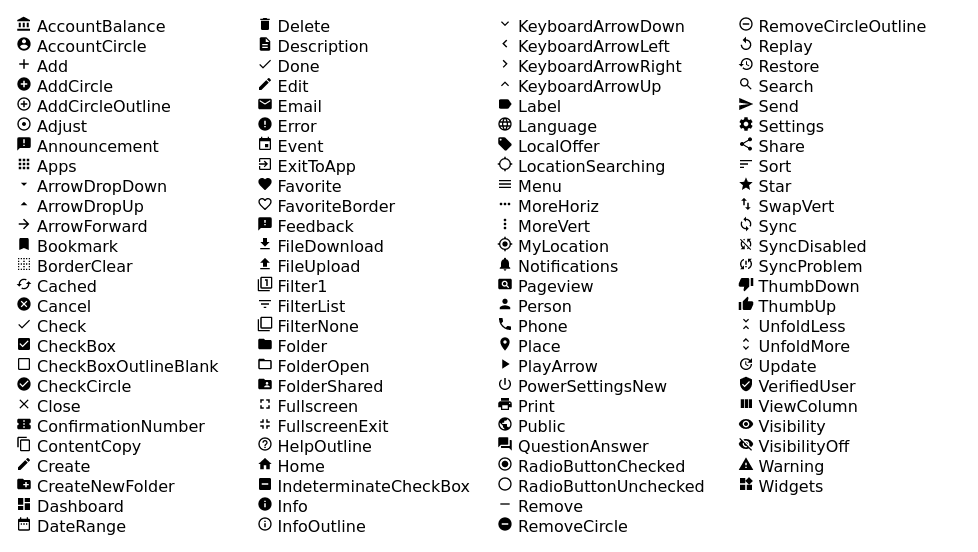 AccountBalance
AccountCircle
Add
AddCircle
AddCircleOutline
Adjust
Announcement
Apps
ArrowDropDown
ArrowDropUp
ArrowForward
Bookmark
BorderClear
Cached
Cancel
Check
CheckBox
CheckBoxOutlineBlank
CheckCircle
Close
ConfirmationNumber
ContentCopy
Create
CreateNewFolder
Dashboard
DateRange
Delete
Description
Done
Edit
Email
Error
Event
ExitToApp
Favorite
FavoriteBorder
Feedback
FileDownload
FileUpload
Filter1
FilterList
FilterNone
Folder
FolderOpen
FolderShared
Fullscreen
FullscreenExit
HelpOutline
Home
IndeterminateCheckBox
Info
InfoOutline
KeyboardArrowDown
KeyboardArrowLeft
KeyboardArrowRight
KeyboardArrowUp
Label
Language
LocalOffer
LocationSearching
Menu
MoreHoriz
MoreVert
MyLocation
Notifications
Pageview
Person
Phone
Place
PlayArrow
PowerSettingsNew
Print
Public
QuestionAnswer
RadioButtonChecked
RadioButtonUnchecked
Remove
RemoveCircle
RemoveCircleOutline
Replay
Restore
Search
Send
Settings
Share
Sort
Star
SwapVert
Sync
SyncDisabled
SyncProblem
ThumbDown
ThumbUp
UnfoldLess
UnfoldMore
Update
VerifiedUser
ViewColumn
Visibility
VisibilityOff
Warning
Widgets